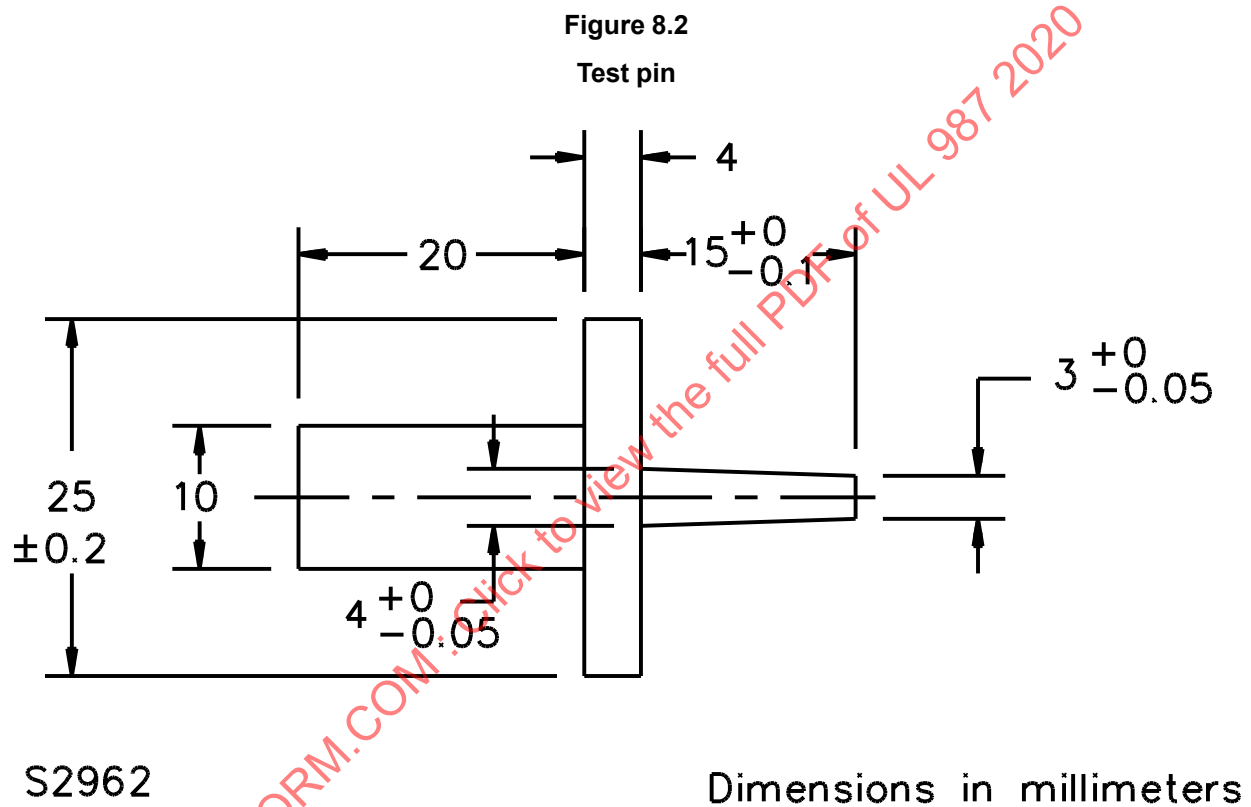 Figure 8.2
Test pin
4
20
15 +0 -0.1
3 +0 -0.05
25 ±0.2
10
4 +0 -0.05
S2962
Dimensions in millimeters
ORM.COM : Click to view the full PDF of UL 987 2020